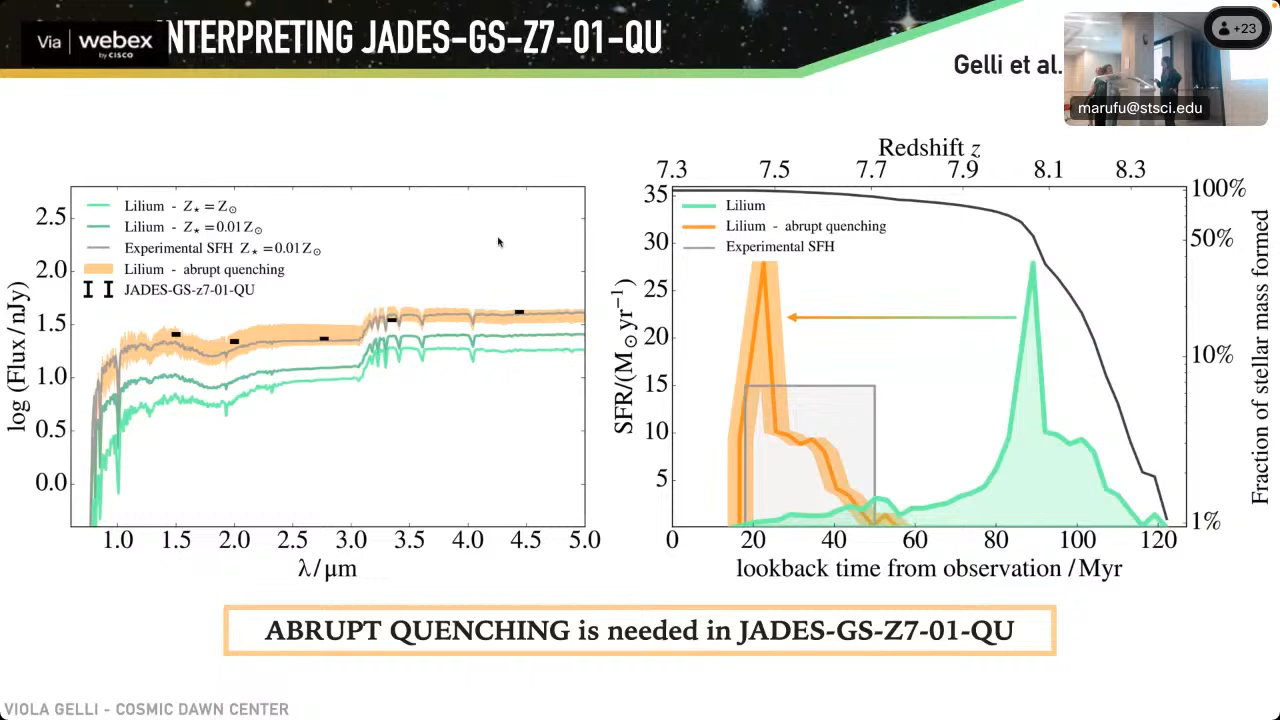 Via webex
by CISCO
NTERPRETING JADES-GS-Z7-01-QU
Gelli et al.
+23
marufu@stsci.edu
2.5
2.0
1.5
1.0
0.5
0.0
log (Flux / nJy)
Lilium - Z⋆ = Z⊙
Lilium - Z⋆ = 0.01 Z⊙
Experimental SFH Z⋆ = 0.01 Z⊙
Lilium - abrupt quenching
JADES-GS-z7-01-QU
1.0 1.5 2.0 2.5 3.0 3.5 4.0 4.5 5.0
λ / μm
Redshift z
7.3 7.5 7.7 7.9 8.1 8.3
35
30
25
20
15
10
5
SFR/(M⊙ yr⁻¹)
Lilium
Lilium - abrupt quenching
Experimental SFH
100%
50%
10%
1%
Fraction of stellar mass formed
0 20 40 60 80 100 120
lookback time from observation / Myr
ABRUPT QUENCHING is needed in JADES-GS-Z7-01-QU
VIOLA GELLI - COSMIC DAWN CENTER